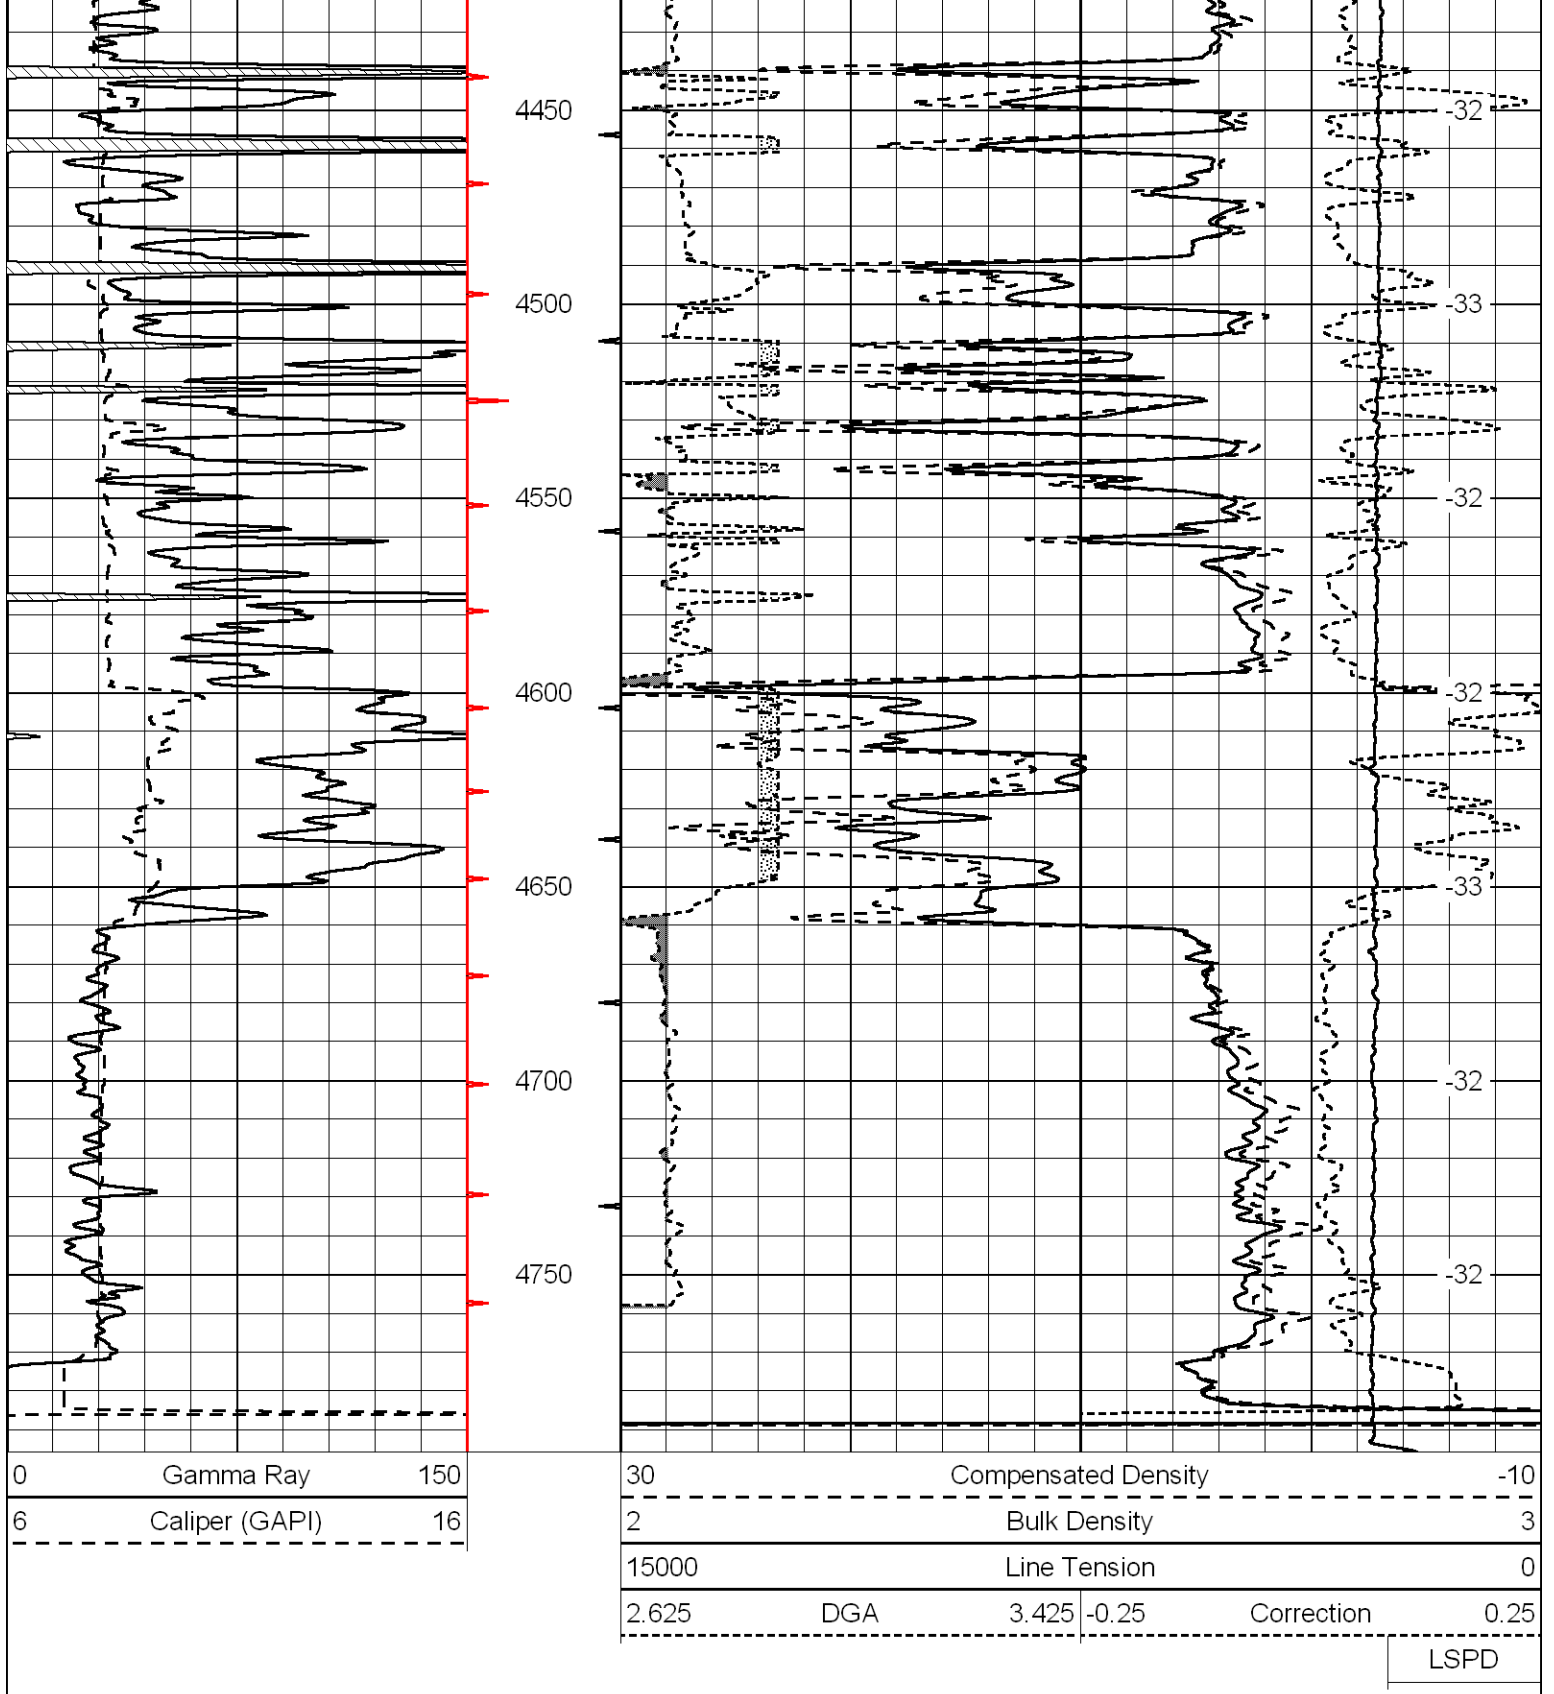 4450 -32
4500 -33
4550 -32
4600 -32
4650 -33
4700 -32
4750 -32
0 Gamma Ray 150
30 Compensated Density -10
6 Caliper (GAPI) 16
2 Bulk Density 3
15000 Line Tension 0
2.625 DGA 3.425 -0.25 Correction 0.25
LSPD